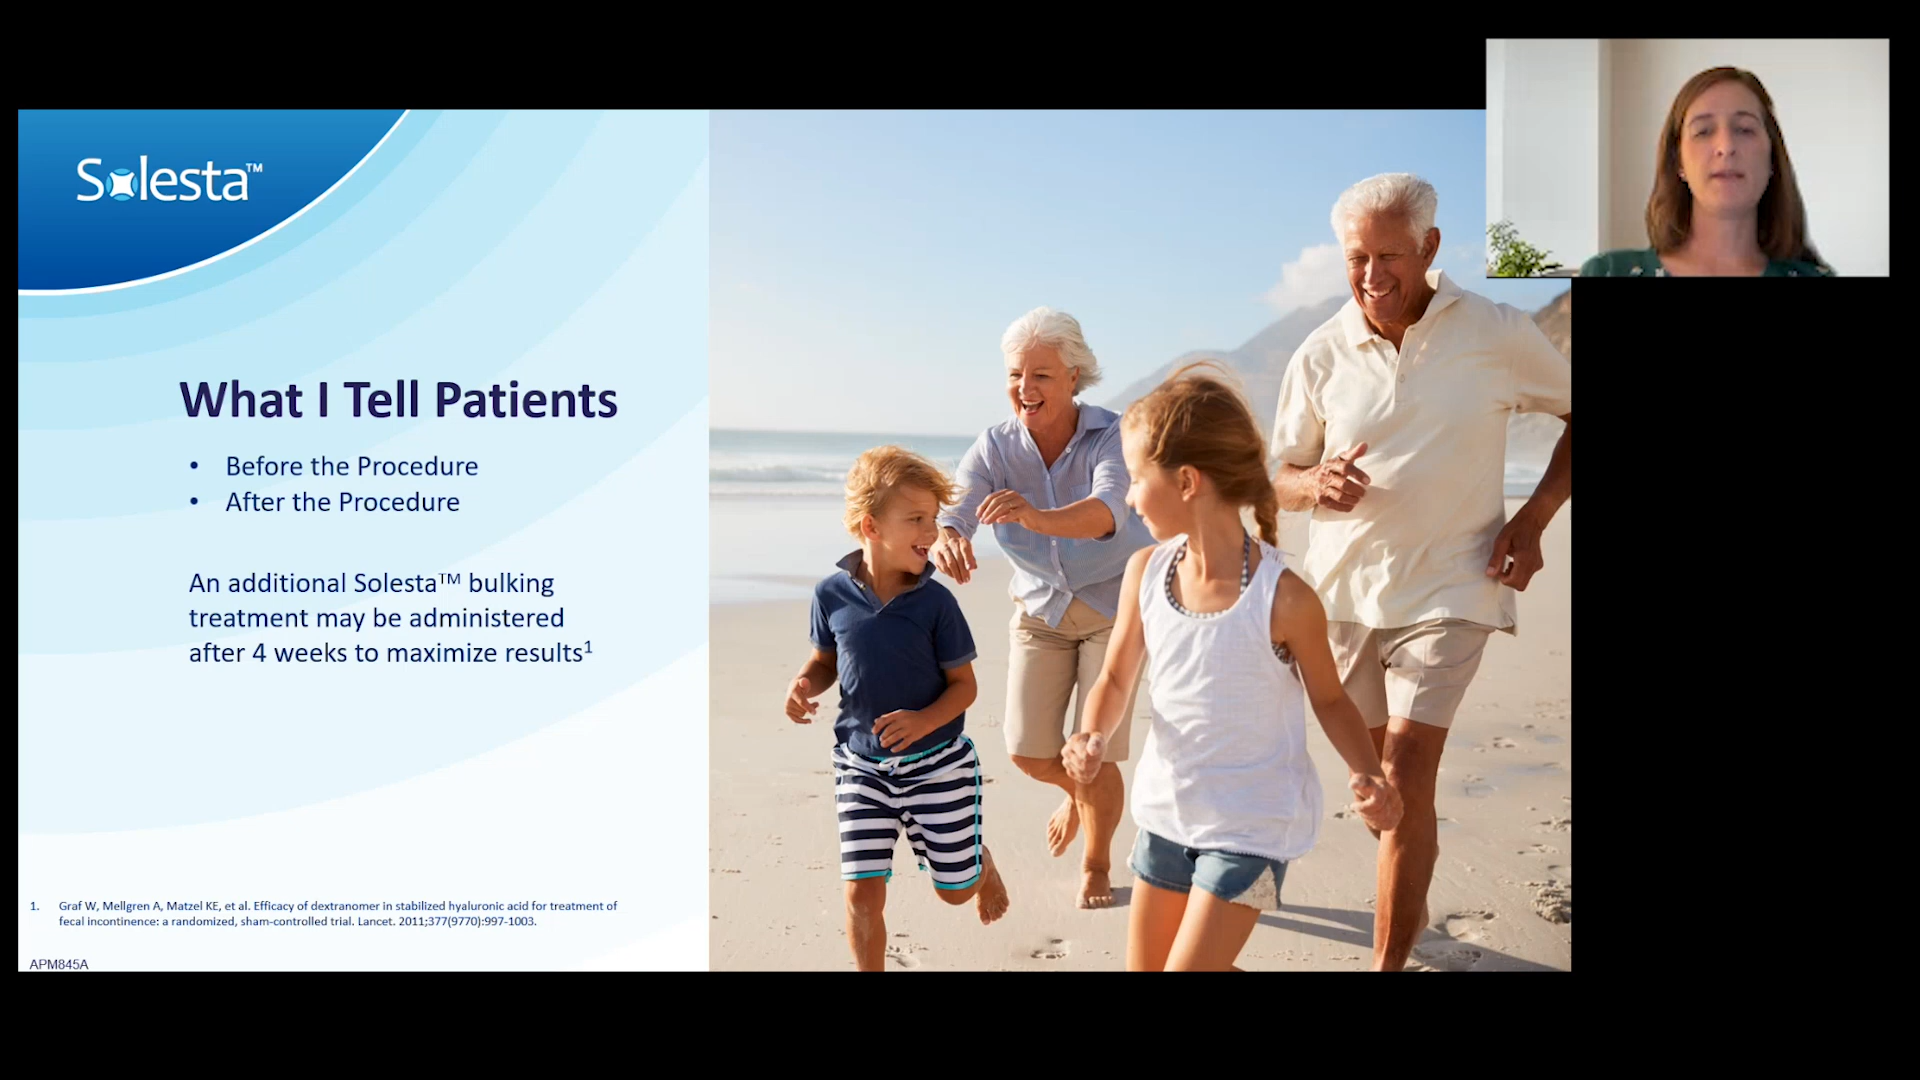 Solesta™
What I Tell Patients
• Before the Procedure
• After the Procedure
An additional Solesta™ bulking
treatment may be administered
after 4 weeks to maximize results¹
1. Graf W, Mellgren A, Matzel KE, et al. Efficacy of dextranomer in stabilized hyaluronic acid for treatment of
fecal incontinence: a randomized, sham-controlled trial. Lancet. 2011;377(9770):997-1003.
APM845A